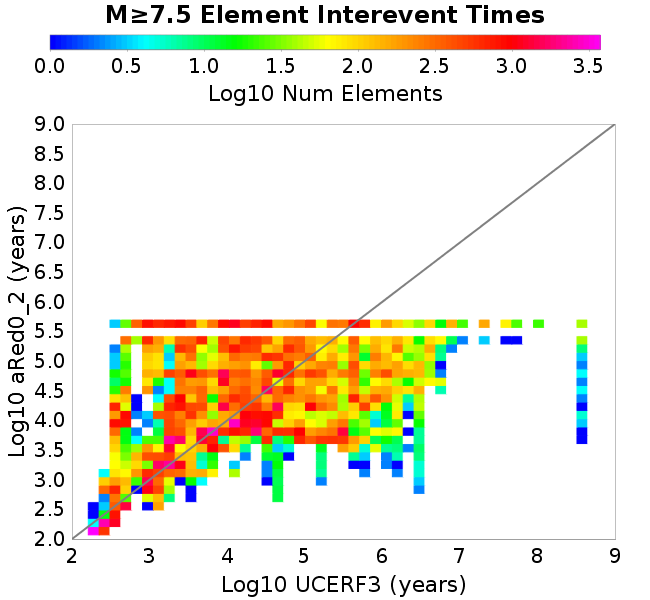 M≥7.5 Element Interevent Times
0.0 0.5 1.0 1.5 2.0 2.5 3.0 3.5
Log10 Num Elements
9.0
8.5
8.0
7.5
7.0
6.5
6.0
5.5
5.0
4.5
4.0
3.5
3.0
2.5
2.0
Log10 aRed0_2 (years)
2 3 4 5 6 7 8 9
Log10 UCERF3 (years)